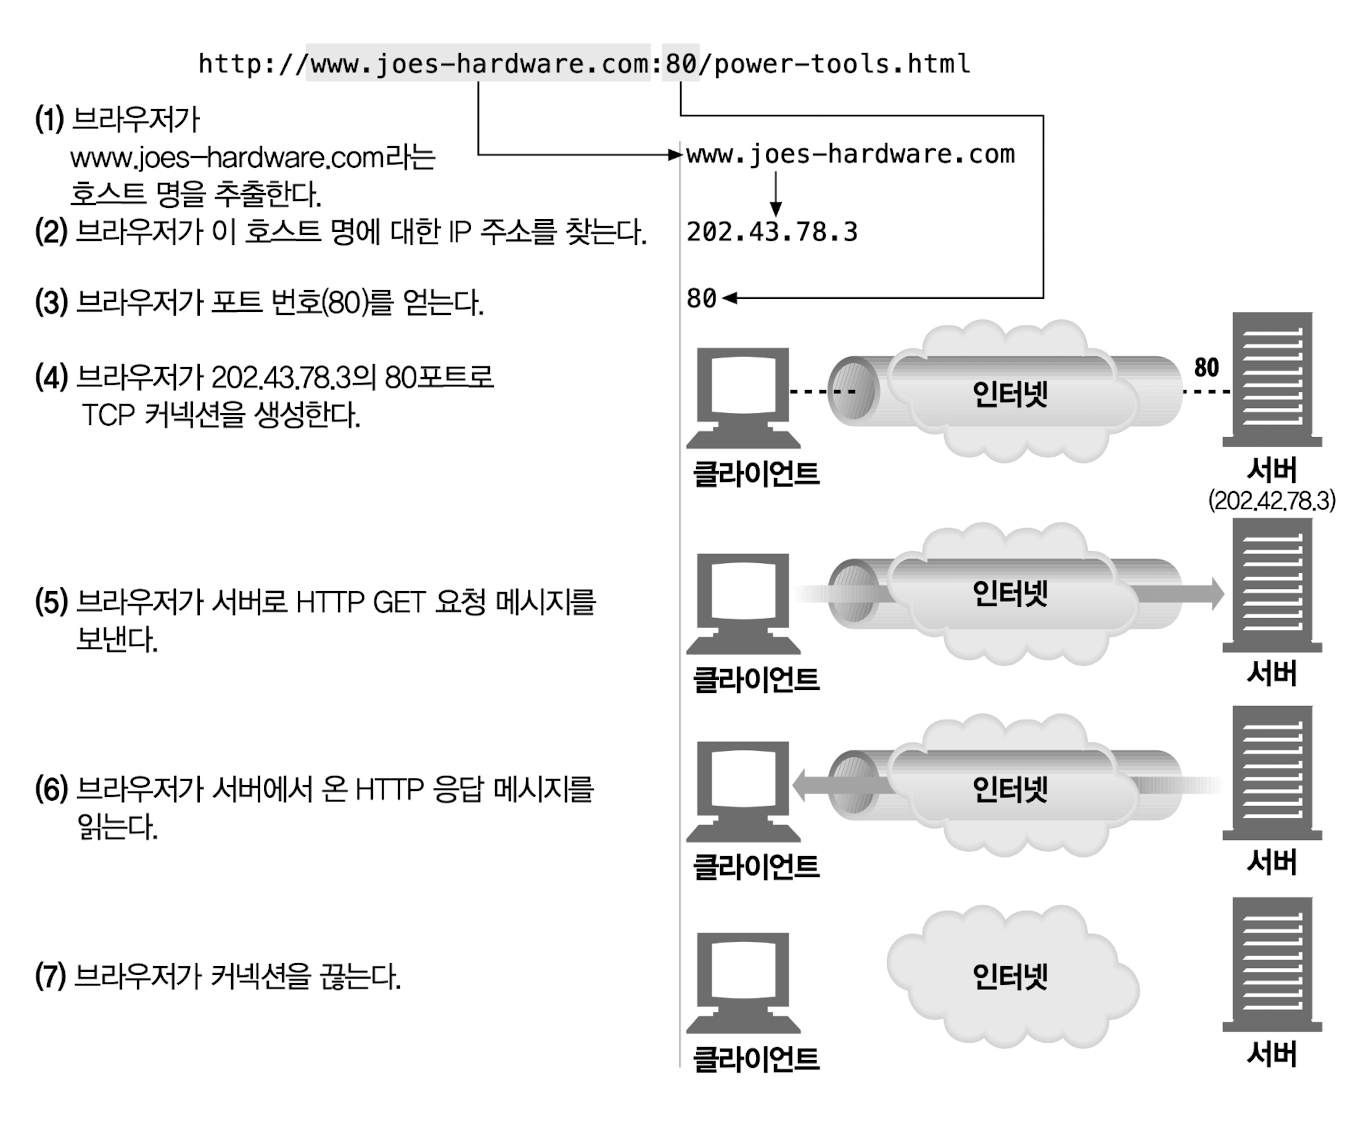 http://www.joes-hardware.com:80/power-tools.html
(1) 브라우저가
www.joes-hardware.com라는
호스트 명을 추출한다.
www.joes-hardware.com
(2) 브라우저가 이 호스트 명에 대한 IP 주소를 찾는다.
202.43.78.3
(3) 브라우저가 포트 번호(80)를 얻는다.
80
(4) 브라우저가 202.43.78.3의 80포트로
TCP 커넥션을 생성한다.
인터넷
80
클라이언트
서버
(202.42.78.3)
(5) 브라우저가 서버로 HTTP GET 요청 메시지를
보낸다.
인터넷
클라이언트
서버
(6) 브라우저가 서버에서 온 HTTP 응답 메시지를
읽는다.
인터넷
클라이언트
서버
(7) 브라우저가 커넥션을 끊는다.
인터넷
클라이언트
서버